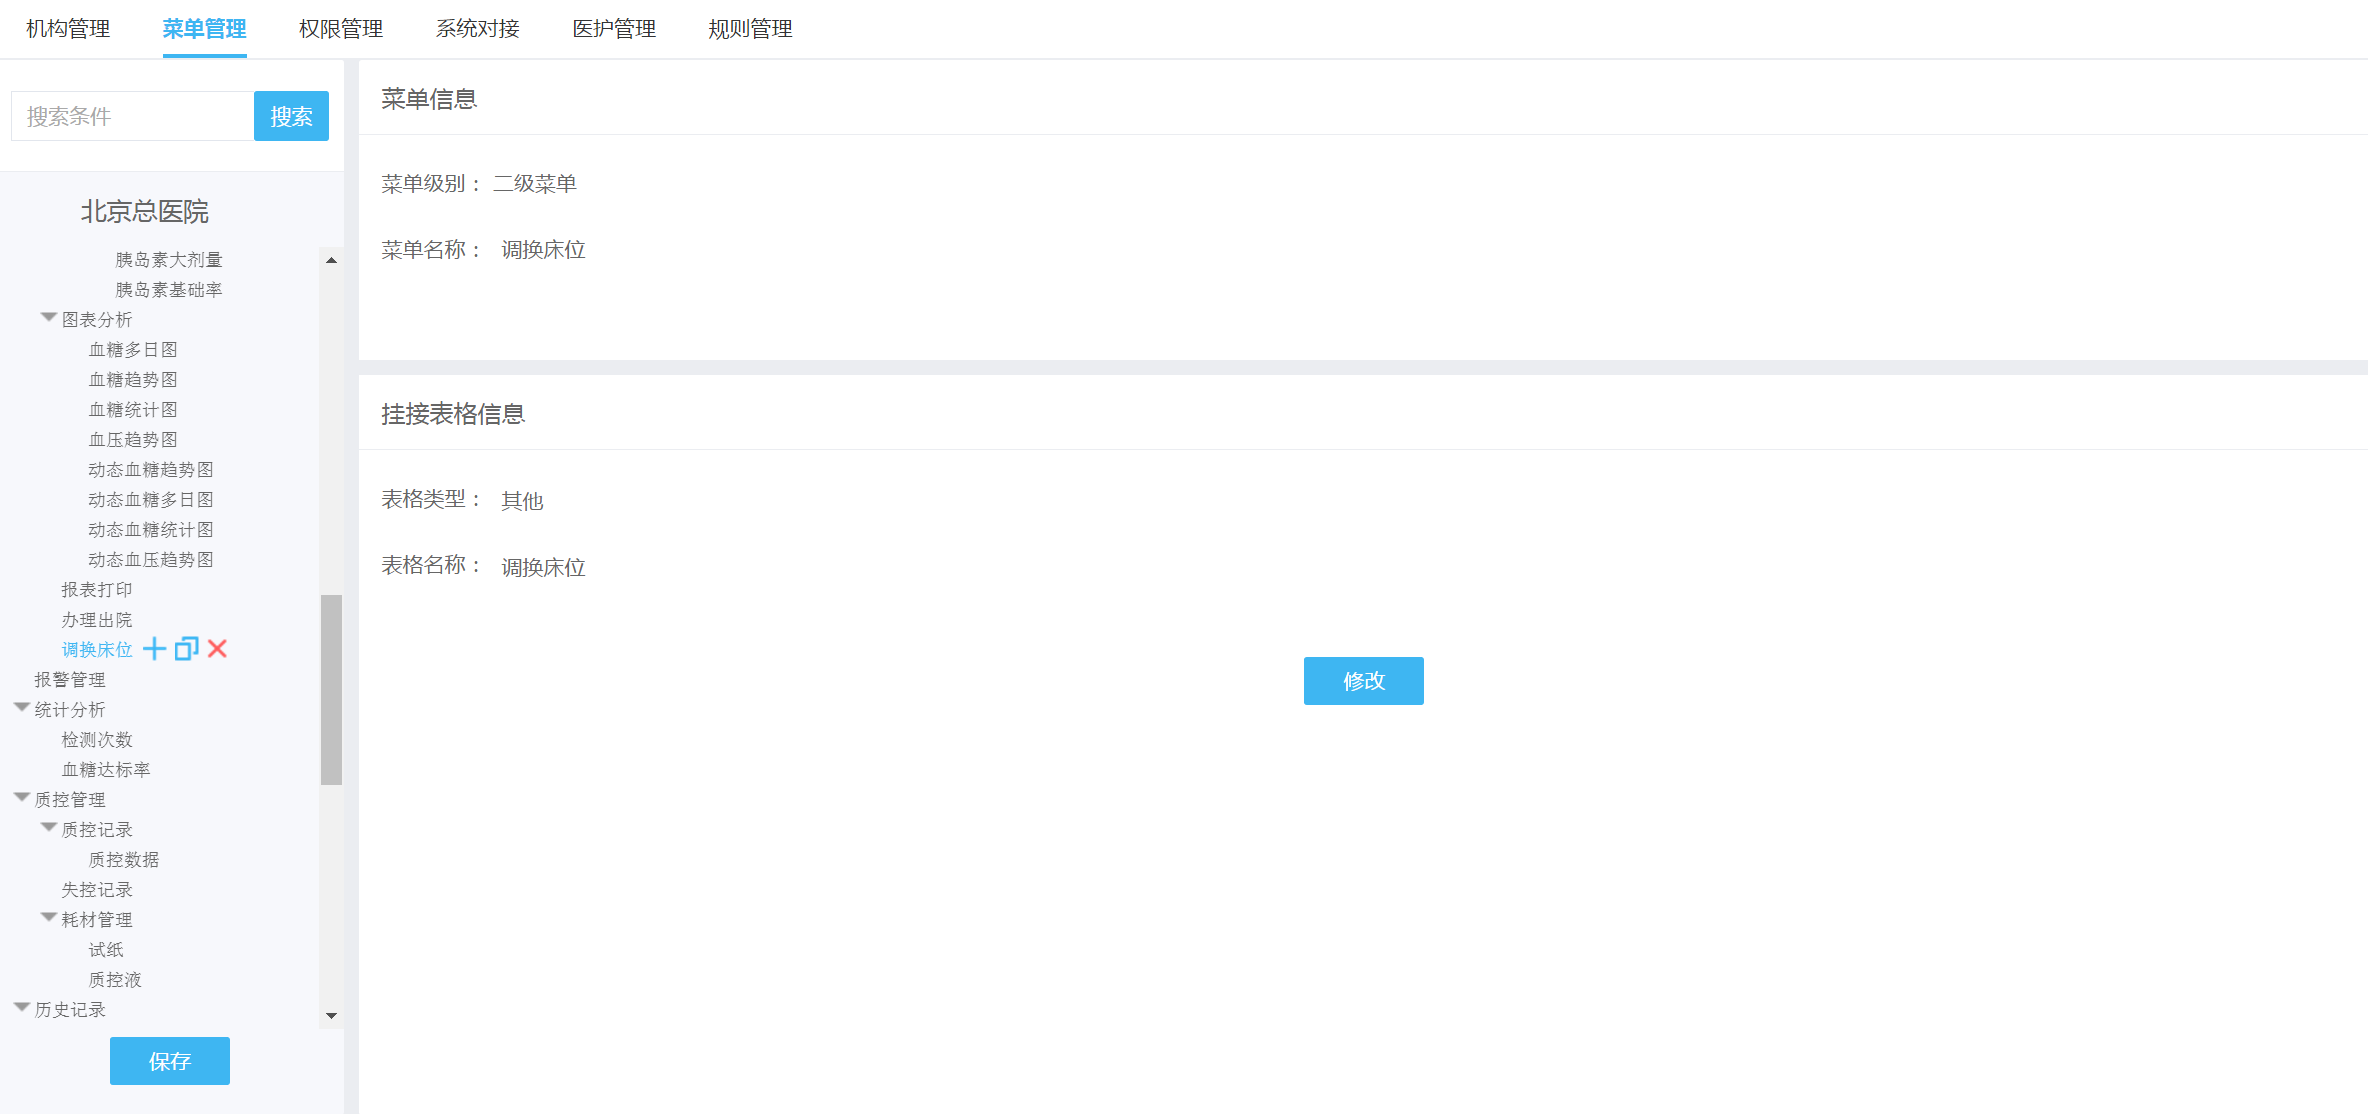 机构管理 菜单管理 权限管理 系统对接 医护管理 规则管理
搜索条件 搜索
北京总医院
胰岛素大剂量
胰岛素基础率
图表分析
血糖多日图
血糖趋势图
血糖统计图
血压趋势图
动态血糖趋势图
动态血糖多日图
动态血糖统计图
动态血压趋势图
报表打印
办理出院
调换床位
报警管理
统计分析
检测次数
血糖达标率
质控管理
质控记录
质控数据
失控记录
耗材管理
试纸
质控液
历史记录
保存
菜单信息
菜单级别： 二级菜单
菜单名称： 调换床位
挂接表格信息
表格类型： 其他
表格名称： 调换床位
修改